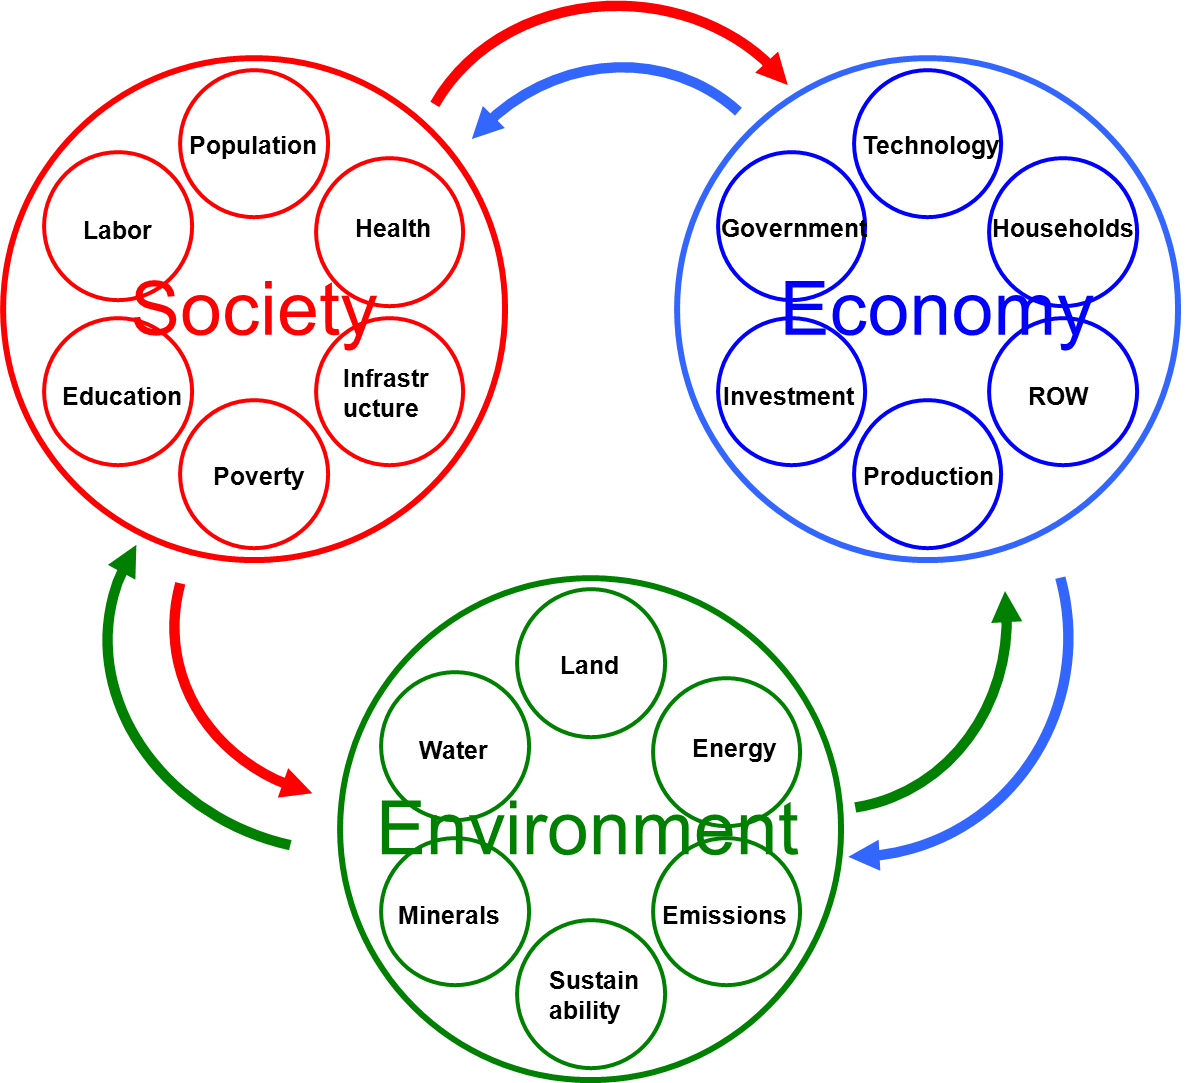 Population
Labor
Health
Society
Education
Infrastr
ucture
Poverty
Technology
Government
Households
Economy
Investment
ROW
Production
Land
Water
Energy
Environment
Minerals
Emissions
Sustain
ability